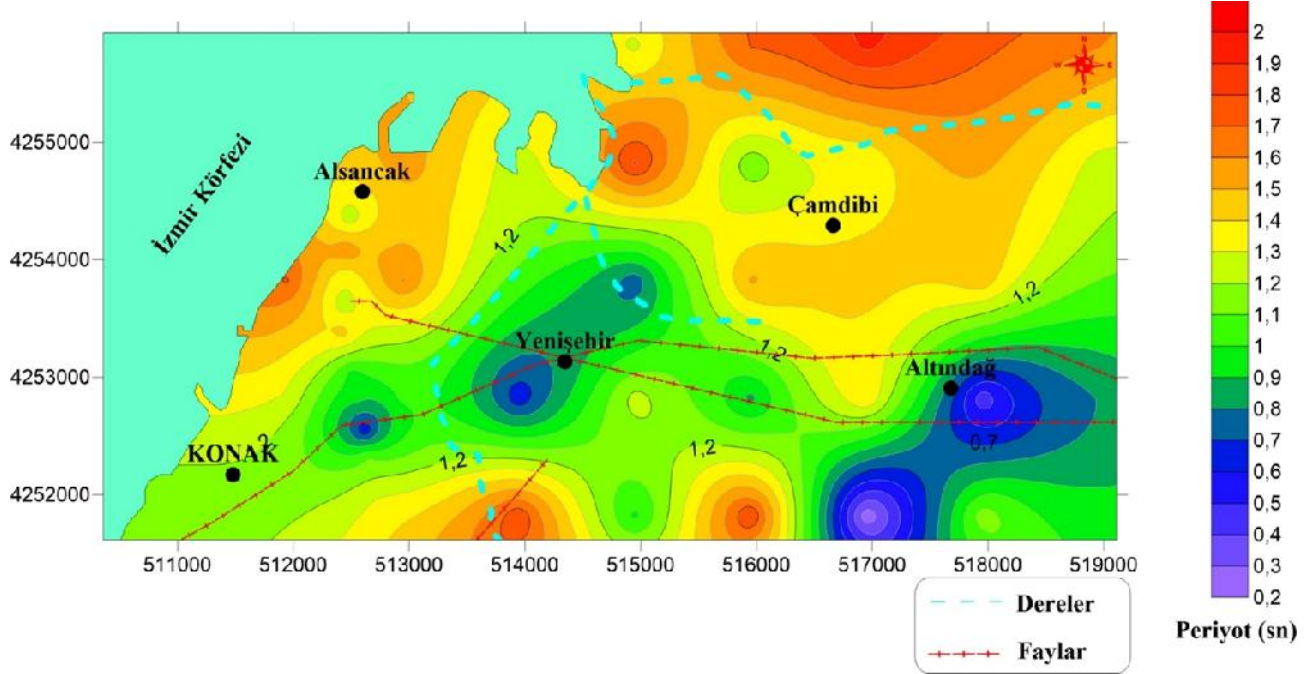 4255000
4254000
4253000
4252000
511000 512000 513000 514000 515000 516000 517000 518000 519000
İzmir Körfezi
Alsancak
Çamdibi
Yenişehir
Altındağ
KONAK
1,2
1,2
1,2
1,2
1,2
0,7
N
W E
2
1,9
1,8
1,7
1,6
1,5
1,4
1,3
1,2
1,1
1
0,9
0,8
0,7
0,6
0,5
0,4
0,3
0,2
Periyot (sn)
Dereler
Faylar